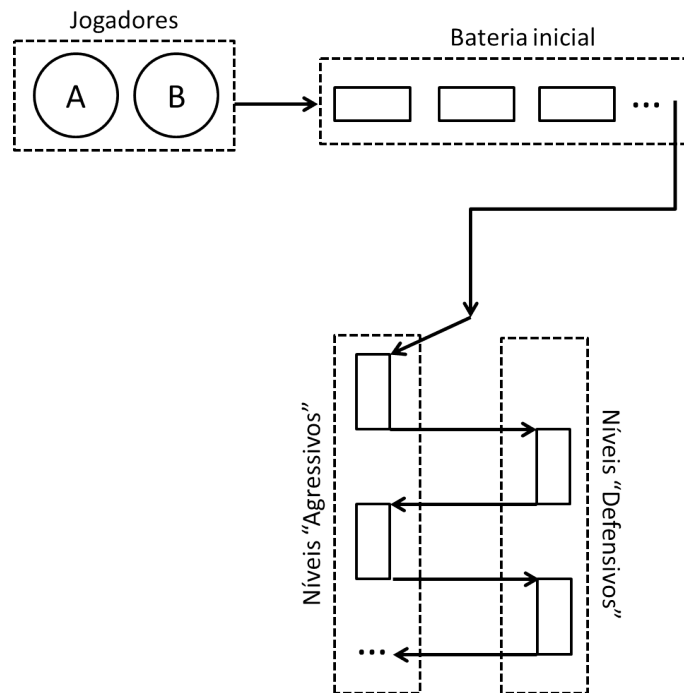 Jogadores
Bateria inicial
A
B
...
Níveis “Agressivos”
Níveis “Defensivos”
...